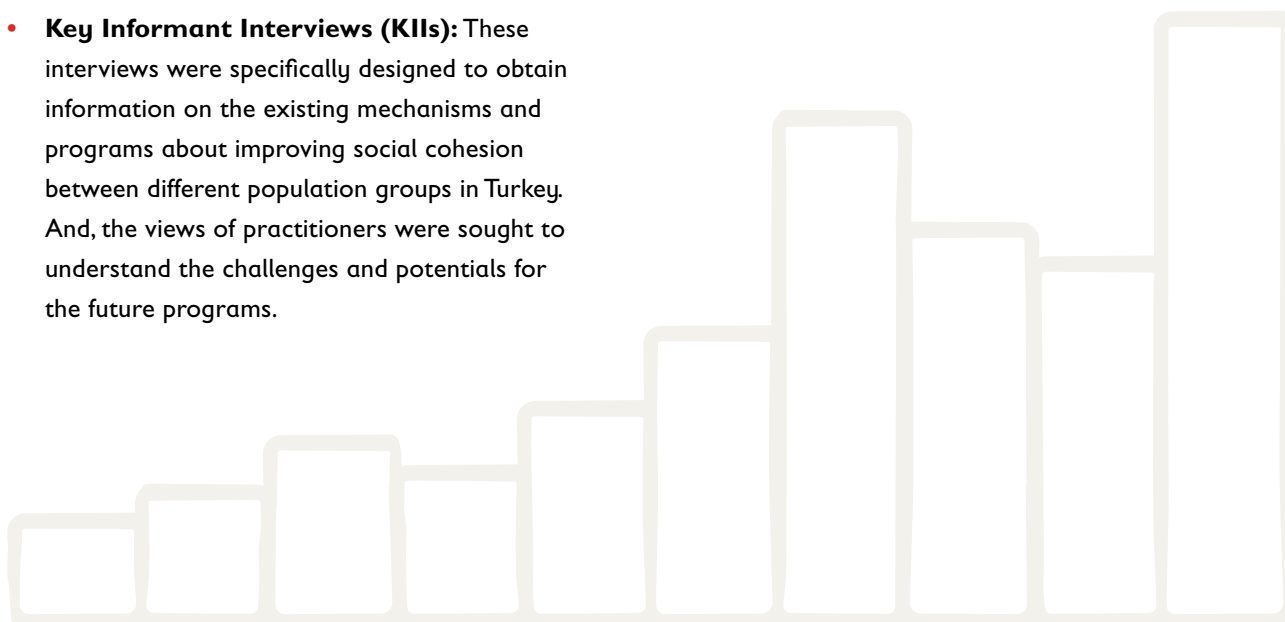 • Key Informant Interviews (KIIs): These
interviews were specifically designed to obtain
information on the existing mechanisms and
programs about improving social cohesion
between different population groups in Turkey.
And, the views of practitioners were sought to
understand the challenges and potentials for
the future programs.